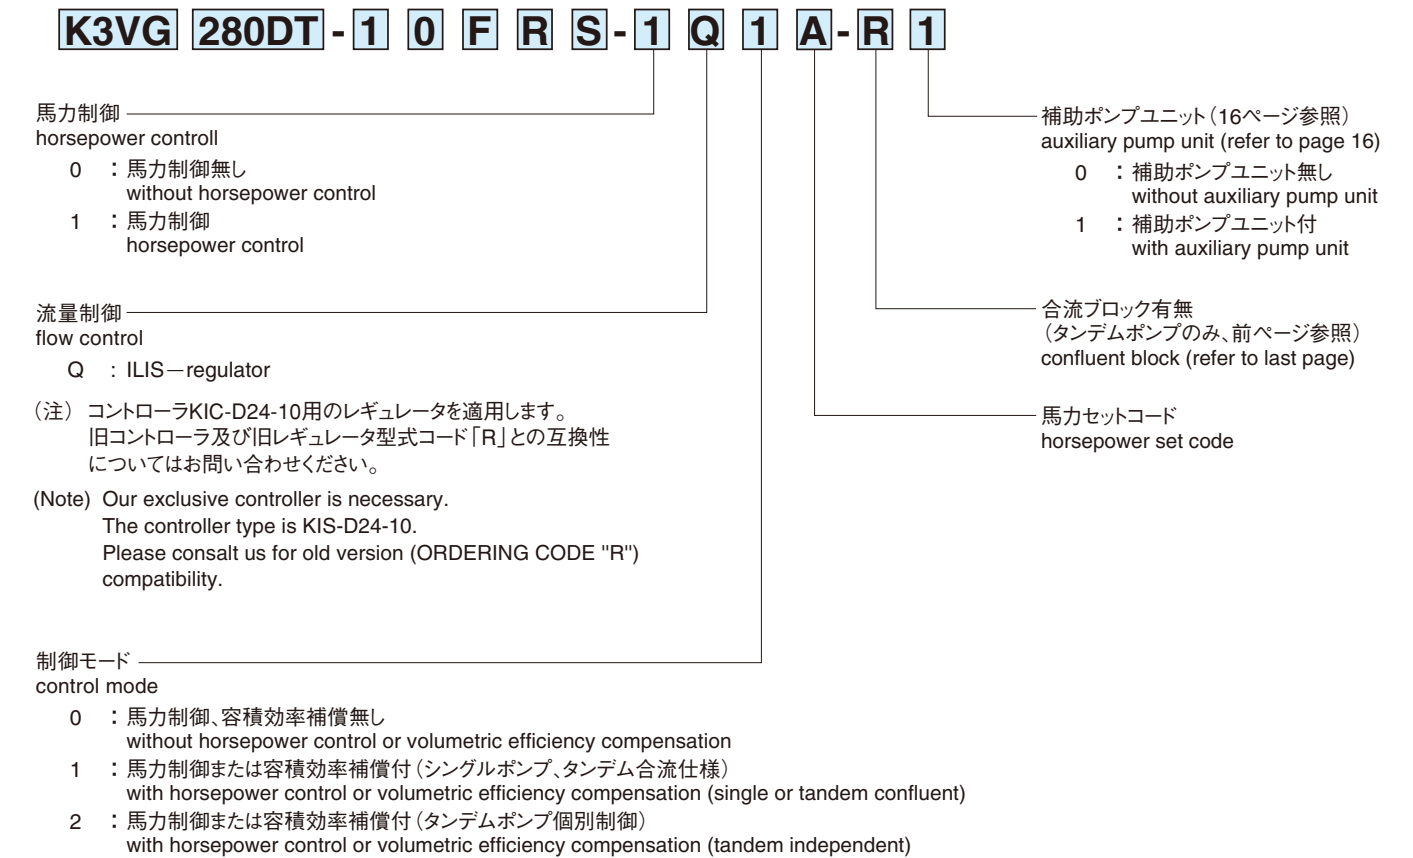 K3VG 280DT-1 0 F R S-1 Q 1 A-R 1
馬力制御
horsepower controll
0 : 馬力制御無し
without horsepower control
1 : 馬力制御
horsepower control
流量制御
flow control
Q : ILIS－regulator
（注） コントローラKIC-D24-10用のレギュレータを適用します。
旧コントローラ及び旧レギュレータ型式コード「R」との互換性
についてはお問い合わせください。
(Note) Our exclusive controller is necessary.
The controller type is KIS-D24-10.
Please consalt us for old version (ORDERING CODE "R")
compatibility.
制御モード
control mode
0 : 馬力制御、容積効率補償無し
without horsepower control or volumetric efficiency compensation
1 : 馬力制御または容積効率補償付（シングルポンプ、タンデム合流仕様）
with horsepower control or volumetric efficiency compensation (single or tandem confluent)
2 : 馬力制御または容積効率補償付（タンデムポンプ個別制御）
with horsepower control or volumetric efficiency compensation (tandem independent)
補助ポンプユニット（16ページ参照）
auxiliary pump unit (refer to page 16)
0 : 補助ポンプユニット無し
without auxiliary pump unit
1 : 補助ポンプユニット付
with auxiliary pump unit
合流ブロック有無
（タンデムポンプのみ、前ページ参照）
confluent block (refer to last page)
馬力セットコード
horsepower set code